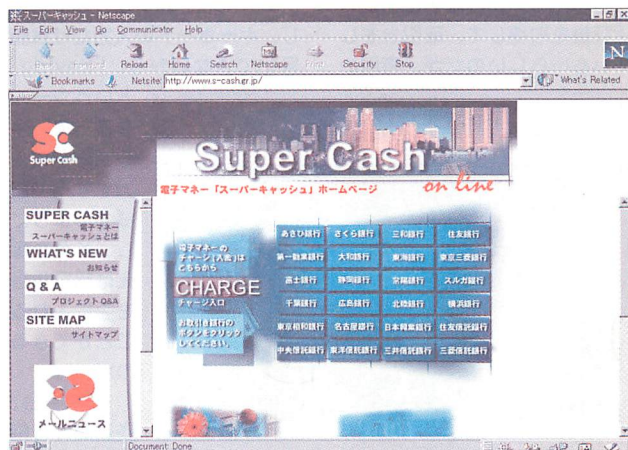 スーパーキャッシュ - Netscape
File Edit View Go Communicator Help
Reload Home Search Netscape Print Security Stop
N
Bookmarks Netsite: http://www.s-cash.gr.jp/ What's Related
SC
Super Cash
Super Cash
on line
電子マネー「スーパーキャッシュ」ホームページ
SUPER CASH
電子マネー
スーパーキャッシュとは
WHAT'S NEW
お知らせ
Q & A
プロジェクト Q&A
SITE MAP
サイトマップ
メールニュース
電子マネーの
チャージ(入金)は
こちらから
CHARGE
チャージ入口
お取引き銀行の
ボタンをクリック
してください。
あさひ銀行 さくら銀行 三和銀行 住友銀行
第一勧業銀行 大和銀行 東海銀行 東京三菱銀行
富士銀行 静岡銀行 京都銀行 スルガ銀行
千葉銀行 広島銀行 北陸銀行 横浜銀行
東京相和銀行 名古屋銀行 日本興業銀行 住友信託銀行
中央信託銀行 東洋信託銀行 三井信託銀行 三菱信託銀行
Document: Done